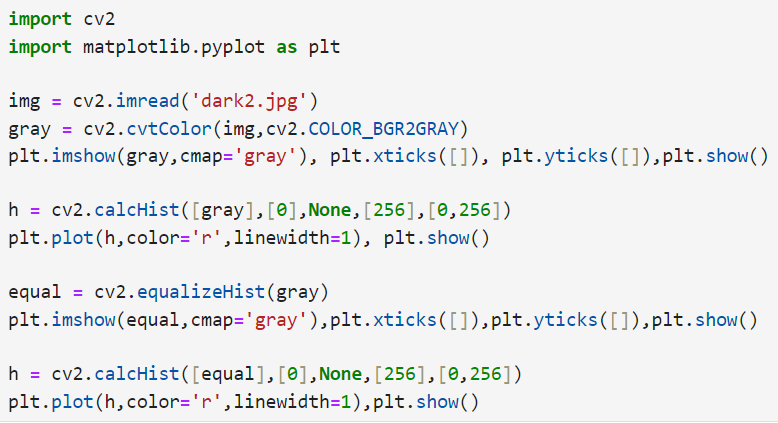 import cv2
import matplotlib.pyplot as plt
img = cv2.imread('dark2.jpg')
gray = cv2.cvtColor(img,cv2.COLOR_BGR2GRAY)
plt.imshow(gray,cmap='gray'), plt.xticks([]), plt.yticks([]),plt.show()
h = cv2.calcHist([gray],[0],None,[256],[0,256])
plt.plot(h,color='r',linewidth=1), plt.show()
equal = cv2.equalizeHist(gray)
plt.imshow(equal,cmap='gray'),plt.xticks([]),plt.yticks([]),plt.show()
h = cv2.calcHist([equal],[0],None,[256],[0,256])
plt.plot(h,color='r',linewidth=1),plt.show()